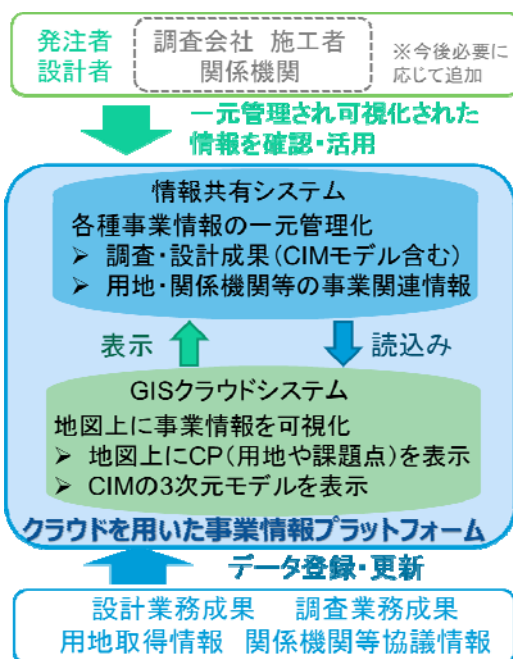 発注者
設計者
調査会社 施工者
関係機関
※今後必要に
応じて追加
一元管理され可視化された
情報を確認・活用
情報共有システム
各種事業情報の一元管理化
➢ 調査・設計成果(CIMモデル含む)
➢ 用地・関係機関等の事業関連情報
表示
読込み
GISクラウドシステム
地図上に事業情報を可視化
➢ 地図上にCP(用地や課題点)を表示
➢ CIMの3次元モデルを表示
クラウドを用いた事業情報プラットフォーム
データ登録・更新
設計業務成果 調査業務成果
用地取得情報 関係機関等協議情報